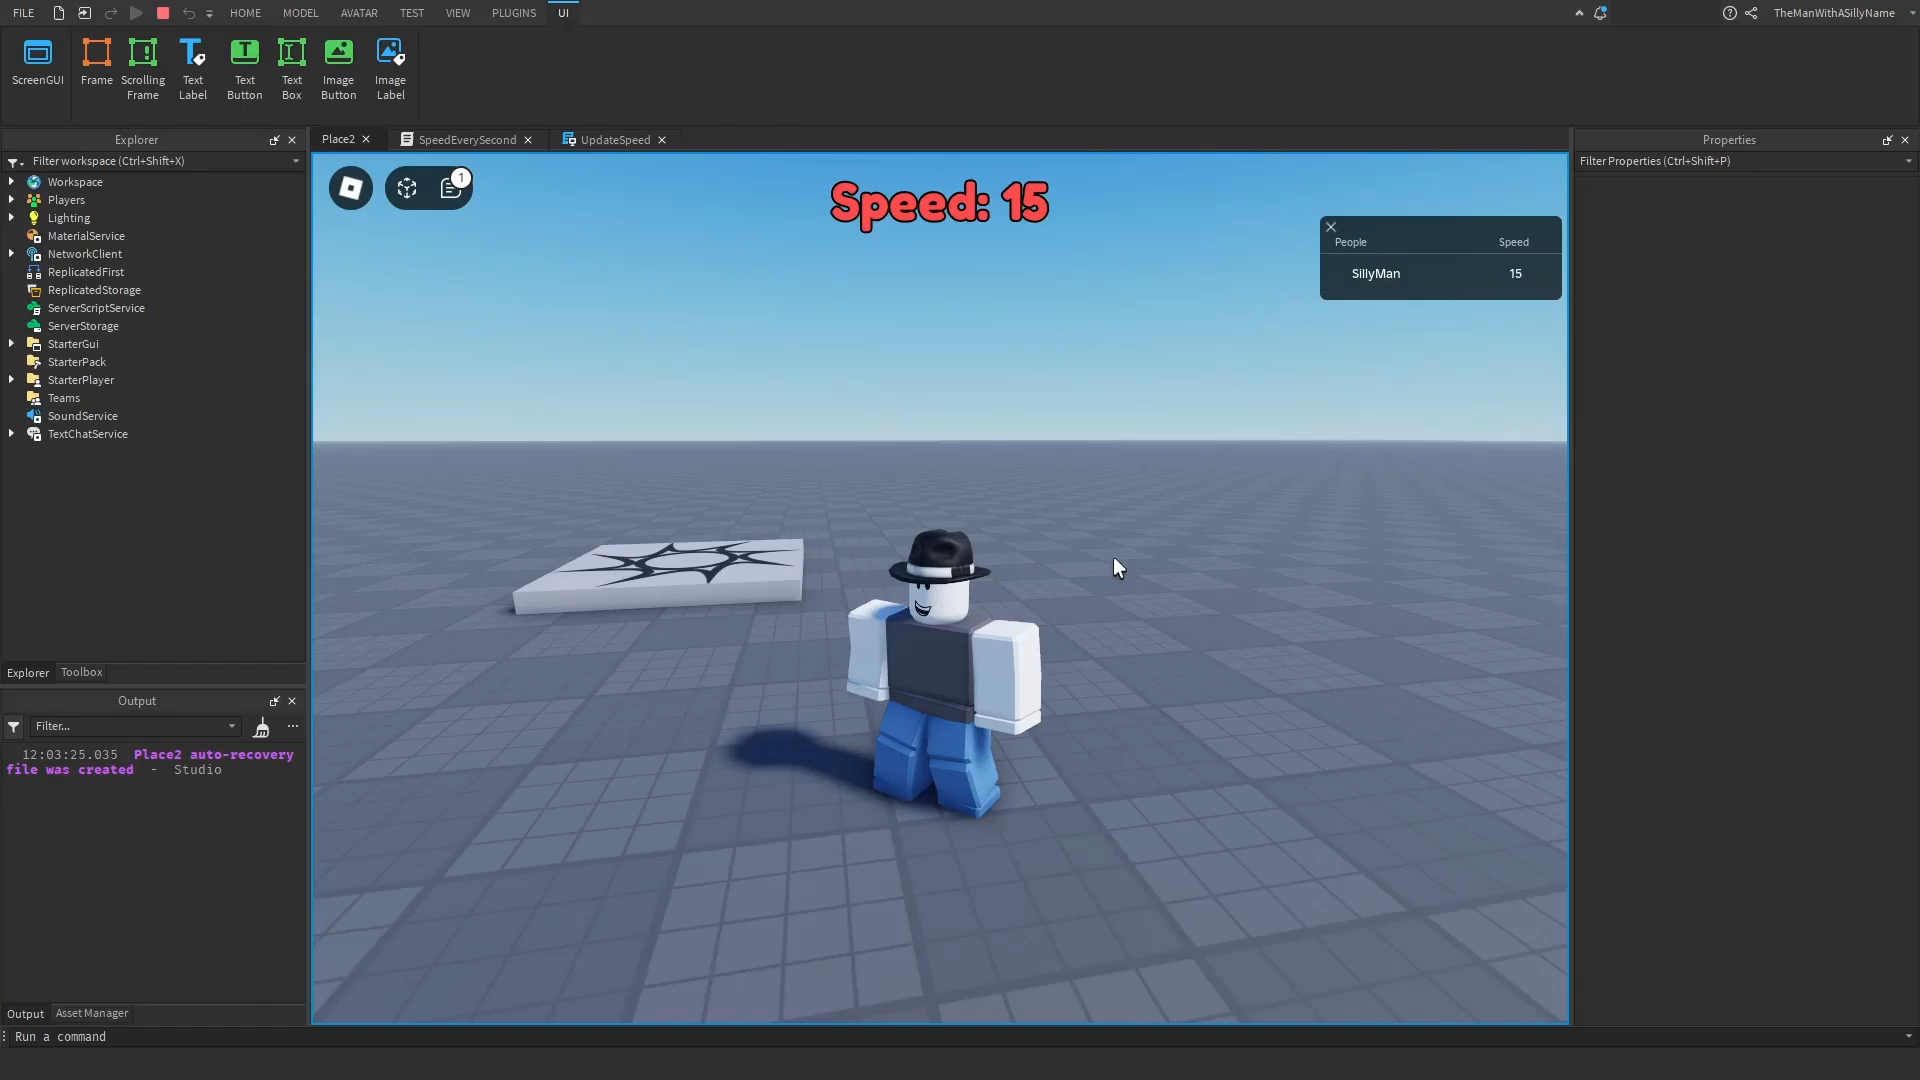 FILE HOME MODEL AVATAR TEST VIEW PLUGINS UI TheManWithASillyName
ScreenGUI
Frame
Scrolling
Frame
Text
Label
Text
Button
Text
Box
Image
Button
Image
Label
Explorer
Filter workspace (Ctrl+Shift+X)
Workspace
Players
Lighting
MaterialService
NetworkClient
ReplicatedFirst
ReplicatedStorage
ServerScriptService
ServerStorage
StarterGui
StarterPack
StarterPlayer
Teams
SoundService
TextChatService
Explorer Toolbox
Output
Filter...
12:03:25.035 Place2 auto-recovery
file was created - Studio
Output Asset Manager
Run a command
Place2 SpeedEverySecond UpdateSpeed
1
Speed: 15
People Speed
SillyMan 15
Properties
Filter Properties (Ctrl+Shift+P)